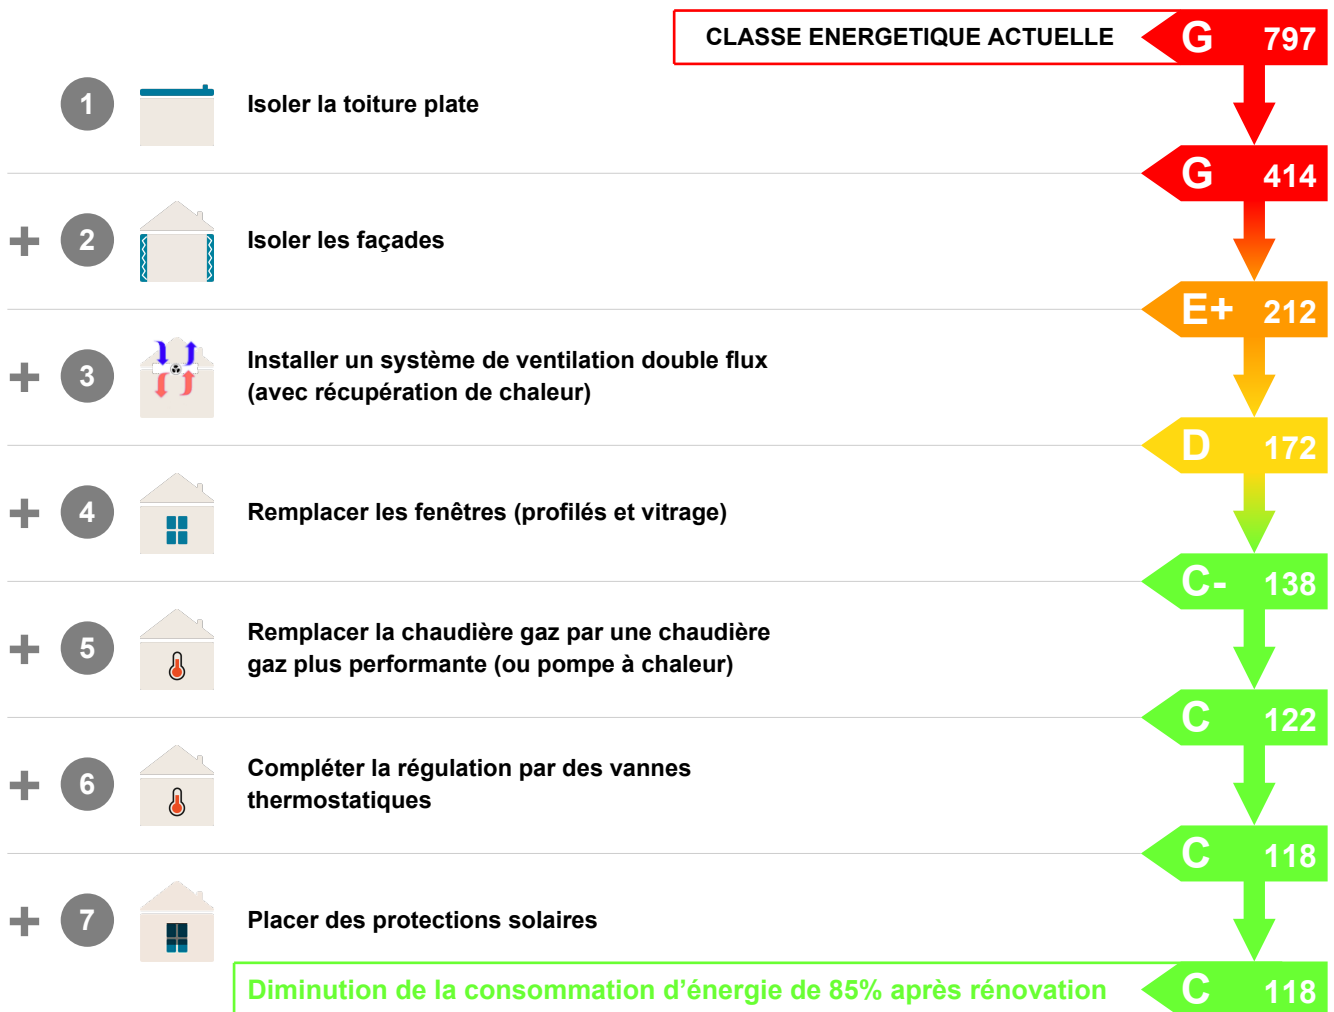 CLASSE ENERGETIQUE ACTUELLE G 797
1 Isoler la toiture plate
G 414
+ 2 Isoler les façades
E+ 212
+ 3 Installer un système de ventilation double flux
(avec récupération de chaleur)
D 172
+ 4 Remplacer les fenêtres (profilés et vitrage)
C- 138
+ 5 Remplacer la chaudière gaz par une chaudière
gaz plus performante (ou pompe à chaleur)
C 122
+ 6 Compléter la régulation par des vannes
thermostatiques
C 118
+ 7 Placer des protections solaires
Diminution de la consommation d’énergie de 85% après rénovation C 118